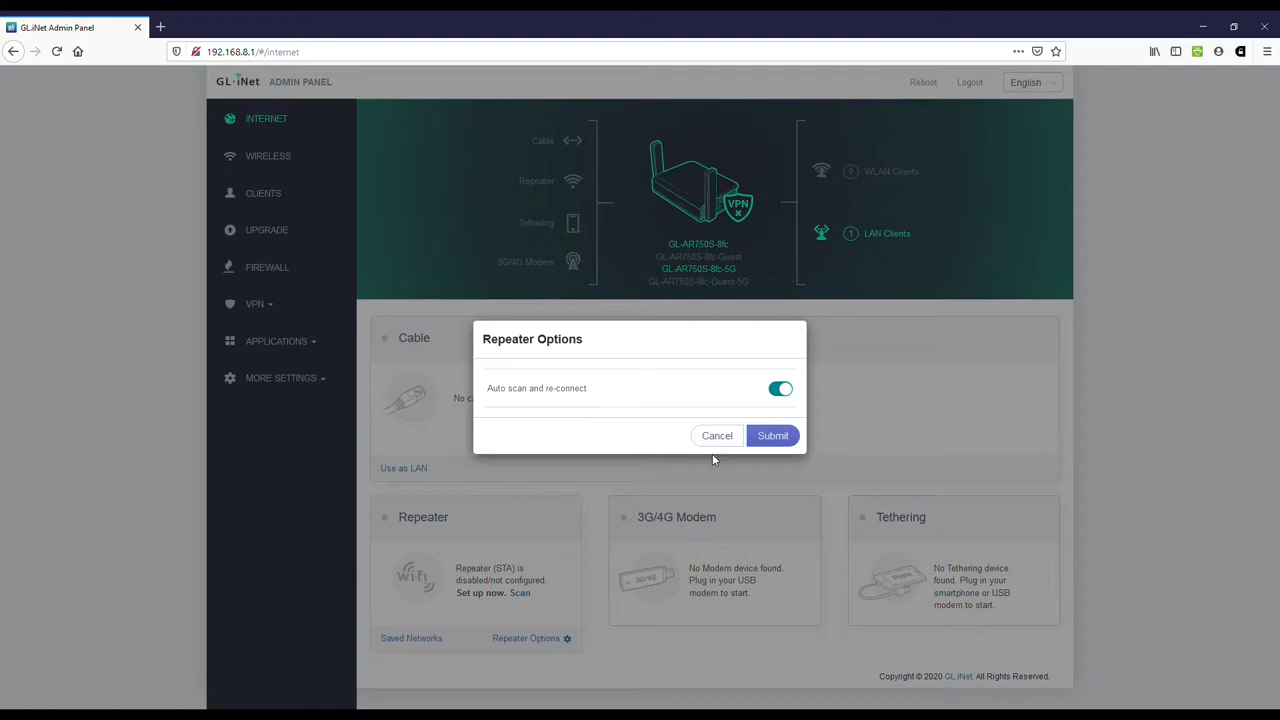 GL.iNet Admin Panel
192.168.8.1/#/internet
GL·iNet ADMIN PANEL
Reboot
Logout
English
INTERNET
WIRELESS
CLIENTS
UPGRADE
FIREWALL
VPN
APPLICATIONS
MORE SETTINGS
Cable
Repeater
Tethering
3G/4G Modem
VPN
GL-AR750S-8fc
GL-AR750S-8fc-Guest
GL-AR750S-8fc-5G
GL-AR750S-8fc-Guest-5G
0 WLAN Clients
1 LAN Clients
Cable
No
Use as LAN
Repeater Options
Auto scan and re-connect
Cancel
Submit
Repeater
wi-fi
Repeater (STA) is
disabled/not configured.
Set up now. Scan
Saved Networks
Repeater Options
3G/4G Modem
3G/4G
No Modem device found.
Plug in your USB
modem to start.
Tethering
Phone
No Tethering device
found. Plug in your
smartphone or USB
modem to start.
Copyright © 2020 GL.iNet. All Rights Reserved.